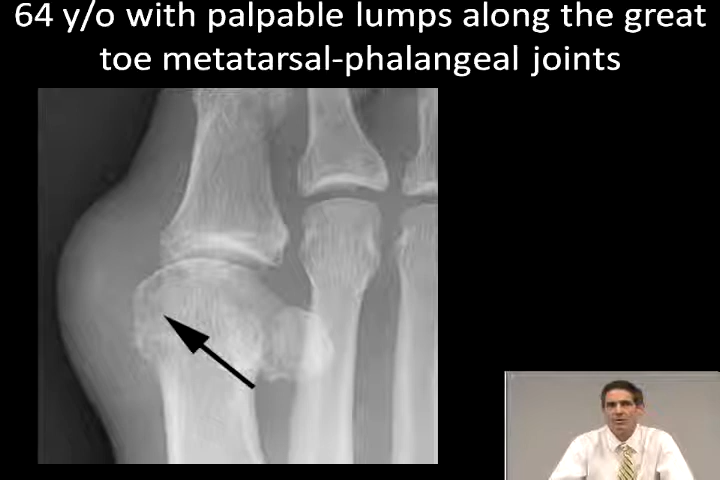 64 y/o with palpable lumps along the great
toe metatarsal-phalangeal joints